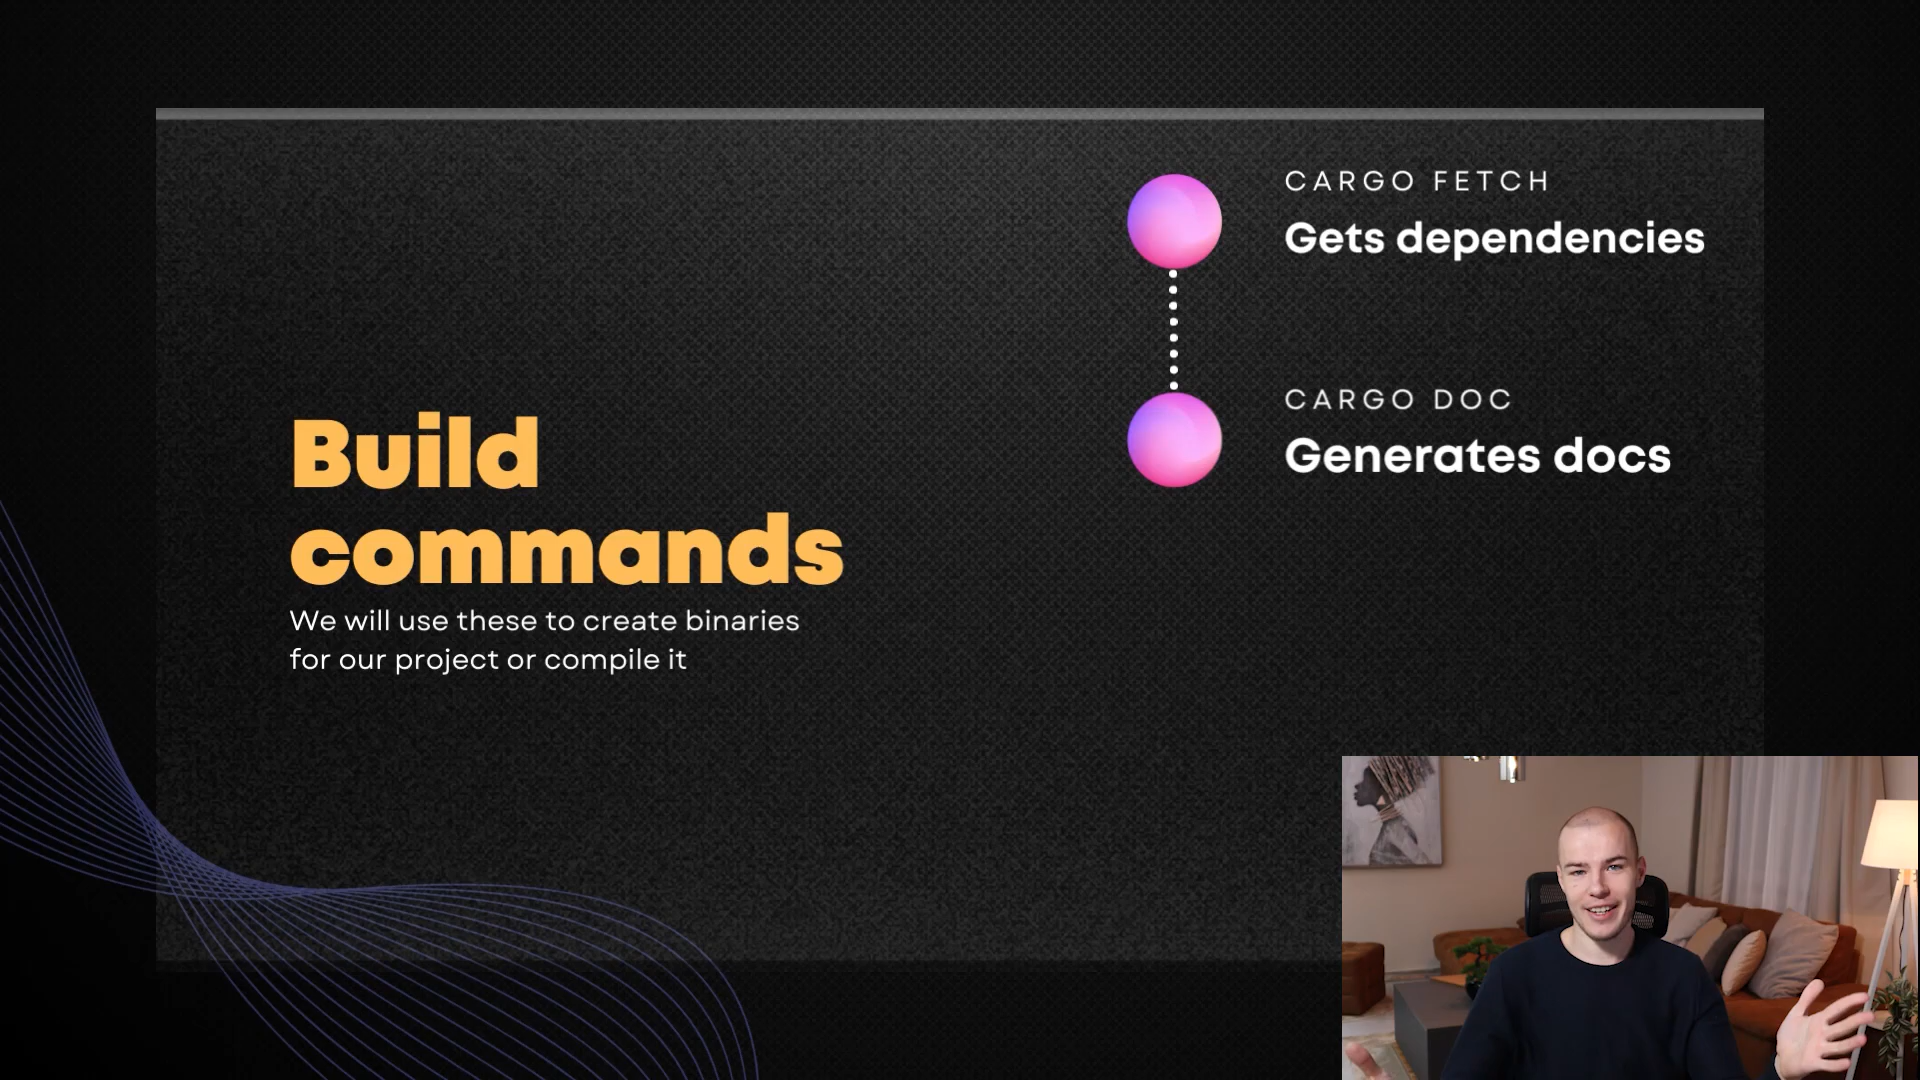 Build
commands
We will use these to create binaries
for our project or compile it
CARGO FETCH
Gets dependencies
CARGO DOC
Generates docs